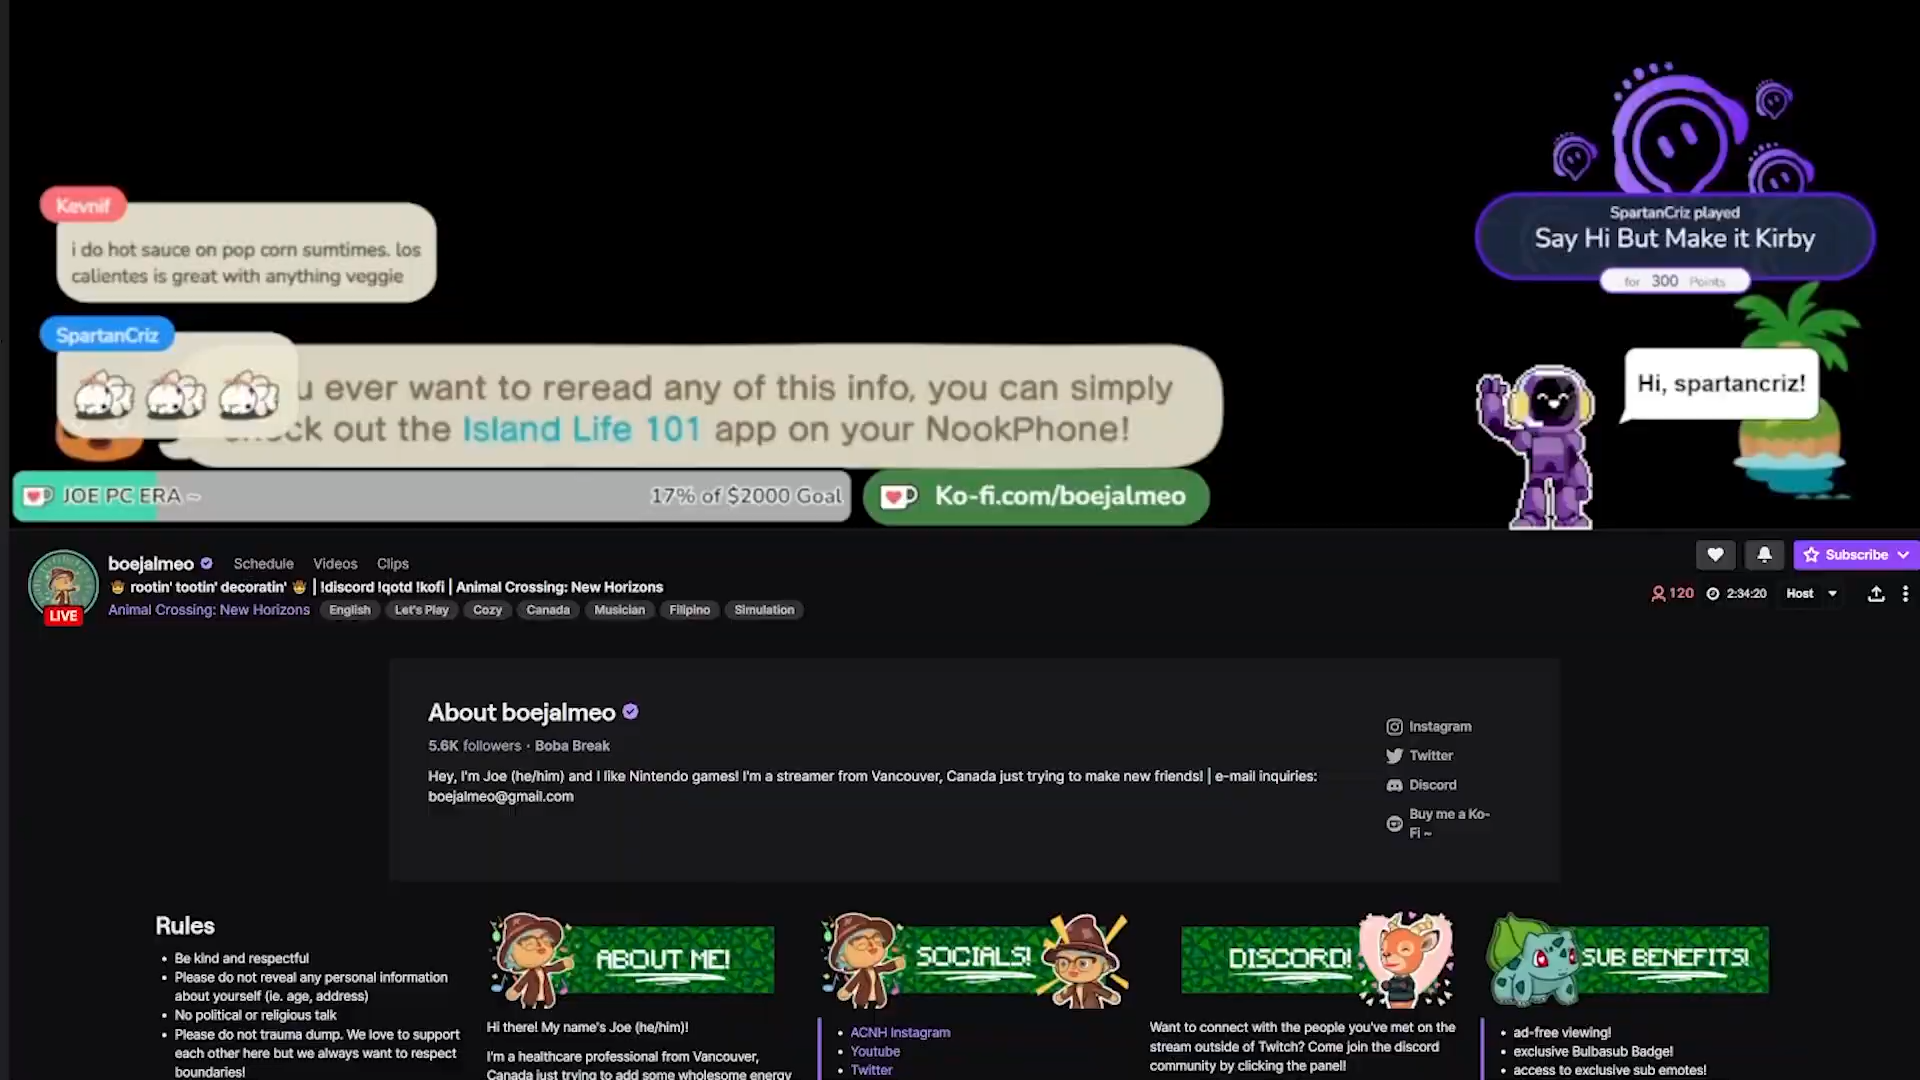 Kevnif
i do hot sauce on pop corn sumtimes. los
calientes is great with anything veggie
SpartanCriz
u ever want to reread any of this info, you can simply
ck out the Island Life 101 app on your NookPhone!
JOE PC ERA ~
17% of $2000 Goal
Ko-fi.com/boejalmeo
SpartanCriz played
Say Hi But Make it Kirby
for 300 Points
Hi, spartancriz!
boejalmeo
Schedule
Videos
Clips
rootin' tootin' decoratin' | !discord !qotd !kofi | Animal Crossing: New Horizons
Animal Crossing: New Horizons
English
Let's Play
Cozy
Canada
Musician
Filipino
Simulation
LIVE
Subscribe
120
2:34:20
Host
About boejalmeo
5.6K followers · Boba Break
Hey, I'm Joe (he/him) and I like Nintendo games! I'm a streamer from Vancouver, Canada just trying to make new friends! | e-mail inquiries:
boejalmeo@gmail.com
Instagram
Twitter
Discord
Buy me a Ko-
Fi ~
Rules
Be kind and respectful
Please do not reveal any personal information
about yourself (ie. age, address)
No political or religious talk
Please do not trauma dump. We love to support
each other here but we always want to respect
boundaries!
ABOUT ME!
Hi there! My name's Joe (he/him)!
I'm a healthcare professional from Vancouver,
Canada just trying to add some wholesome energy
SOCIALS!
ACNH Instagram
Youtube
Twitter
DISCORD!
Want to connect with the people you've met on the
stream outside of Twitch? Come join the discord
community by clicking the panel!
SUB BENEFITS!
ad-free viewing!
exclusive Bulbasub Badge!
access to exclusive sub emotes!